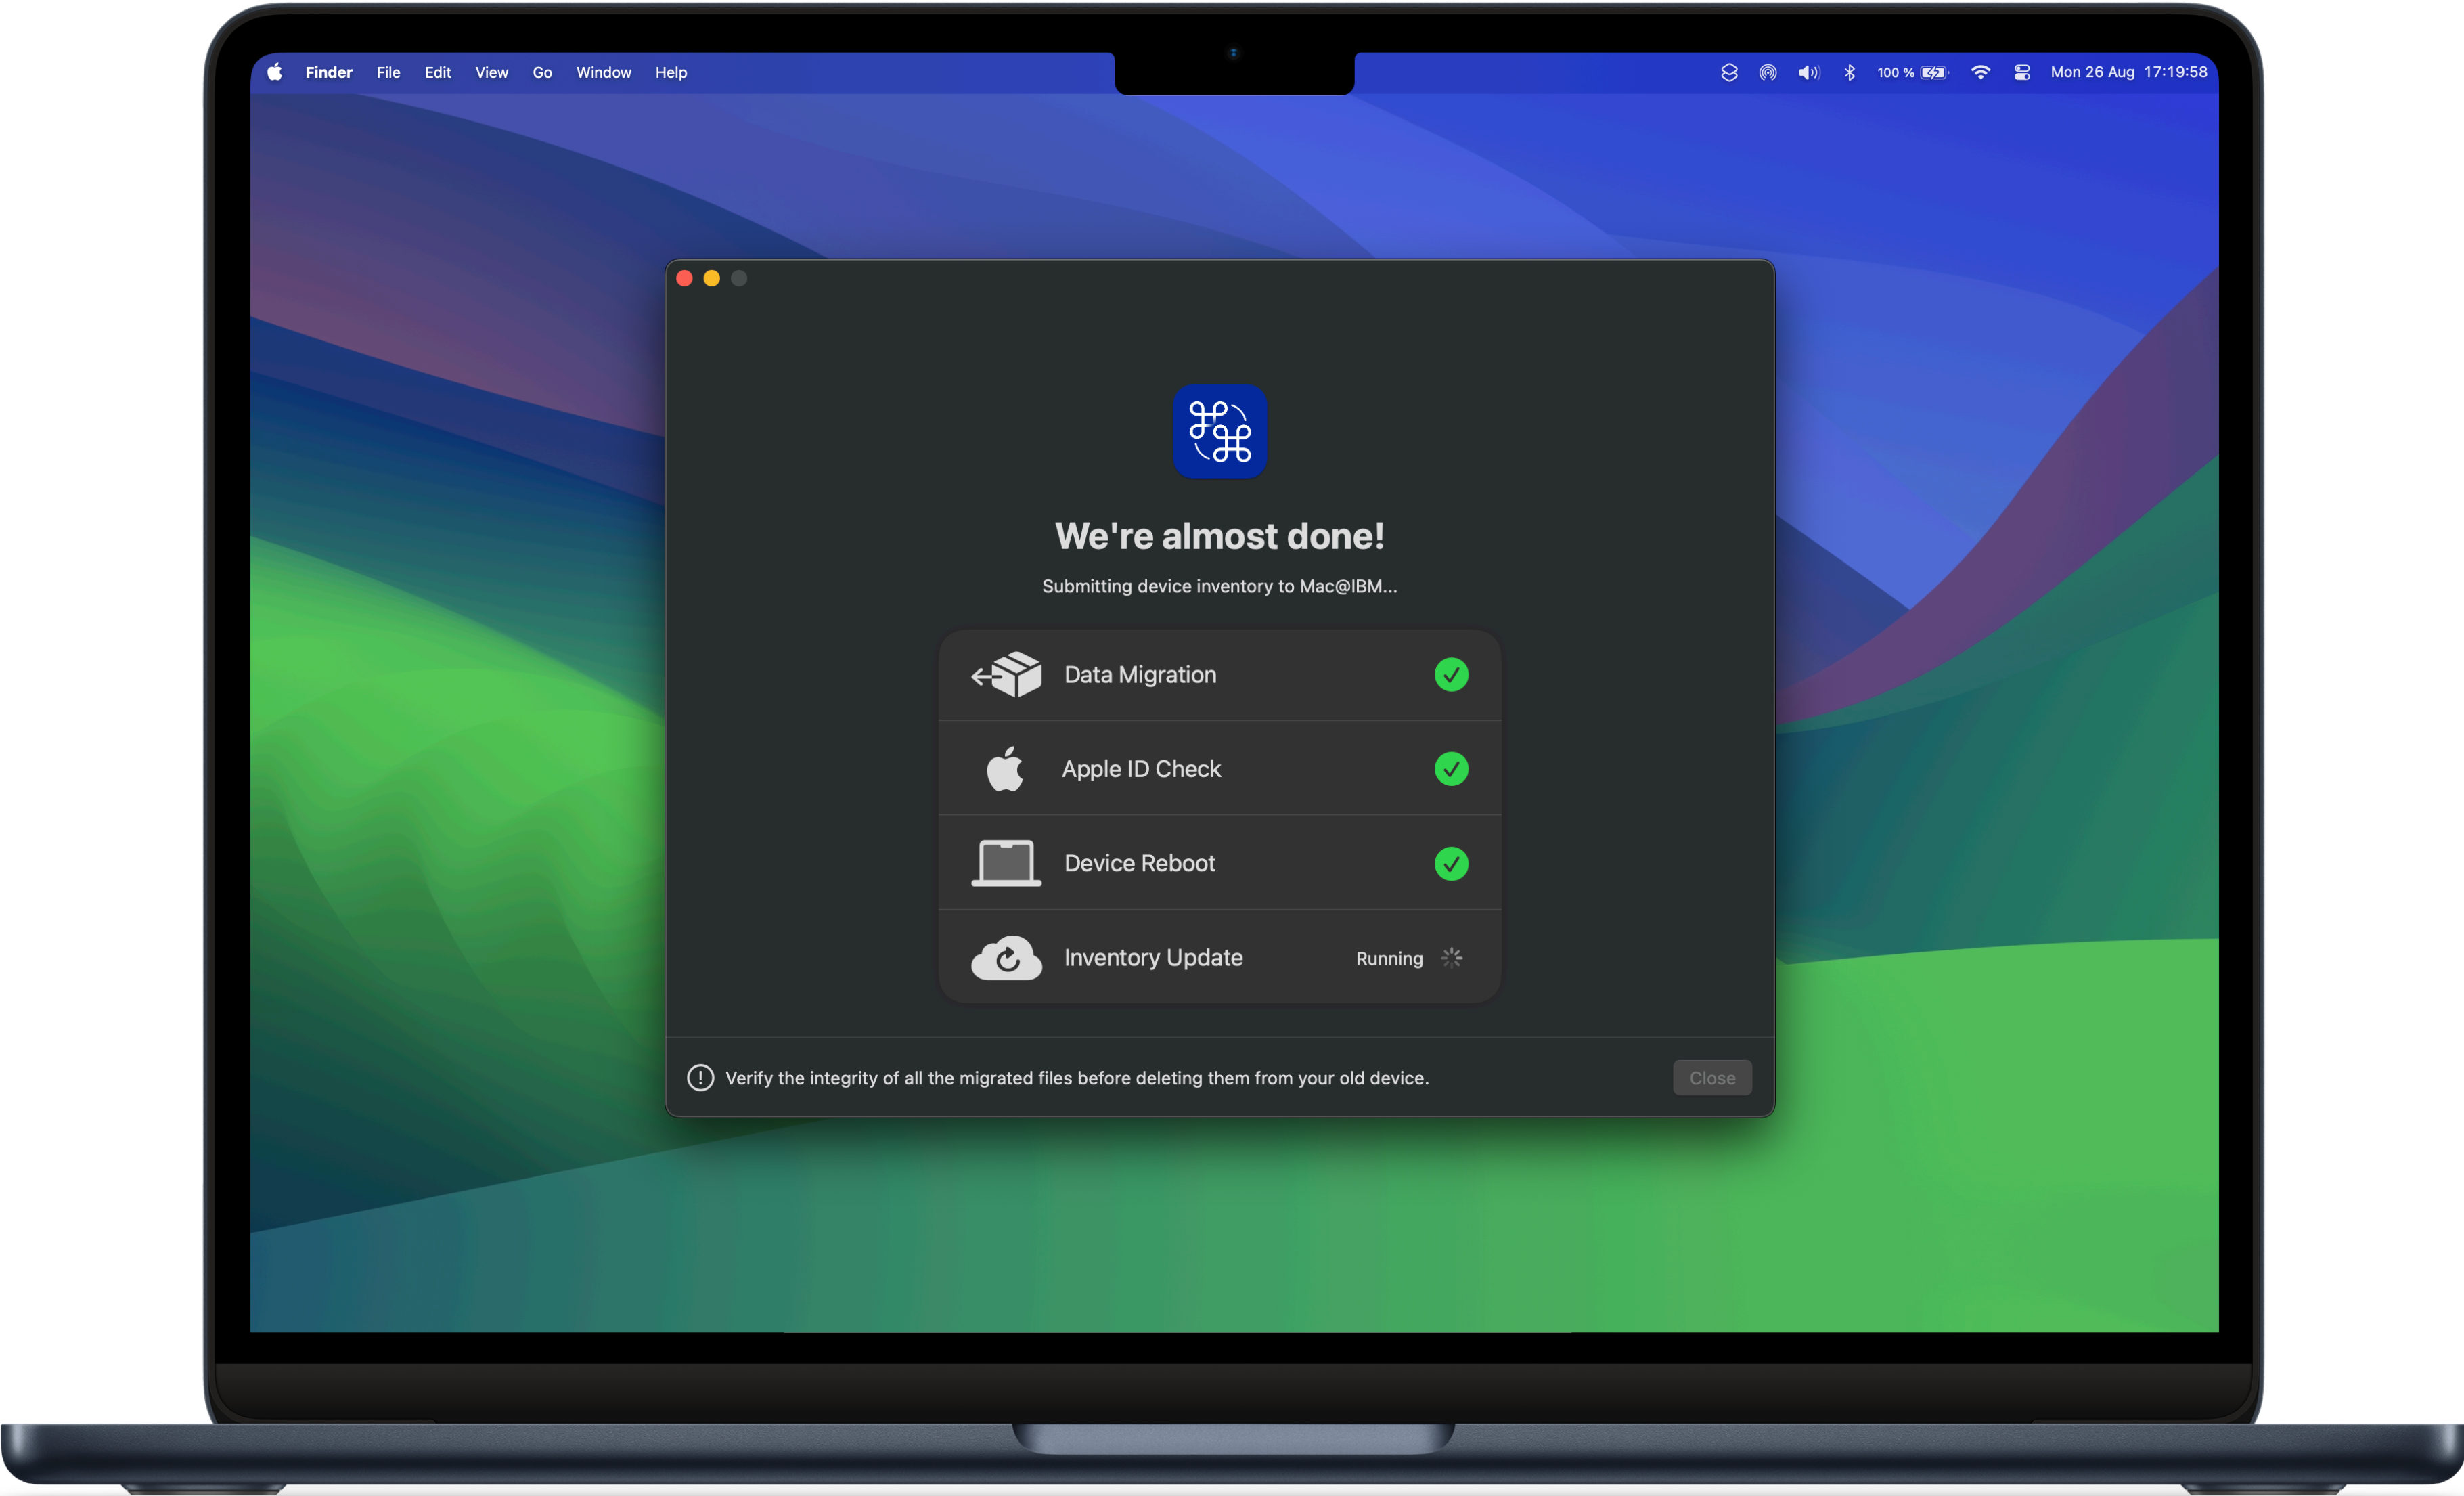 Finder File Edit View Go Window Help 100 % Mon 26 Aug 17:19:58
We're almost done!
Submitting device inventory to Mac@IBM...
Data Migration
Apple ID Check
Device Reboot
Inventory Update Running
Verify the integrity of all the migrated files before deleting them from your old device. Close